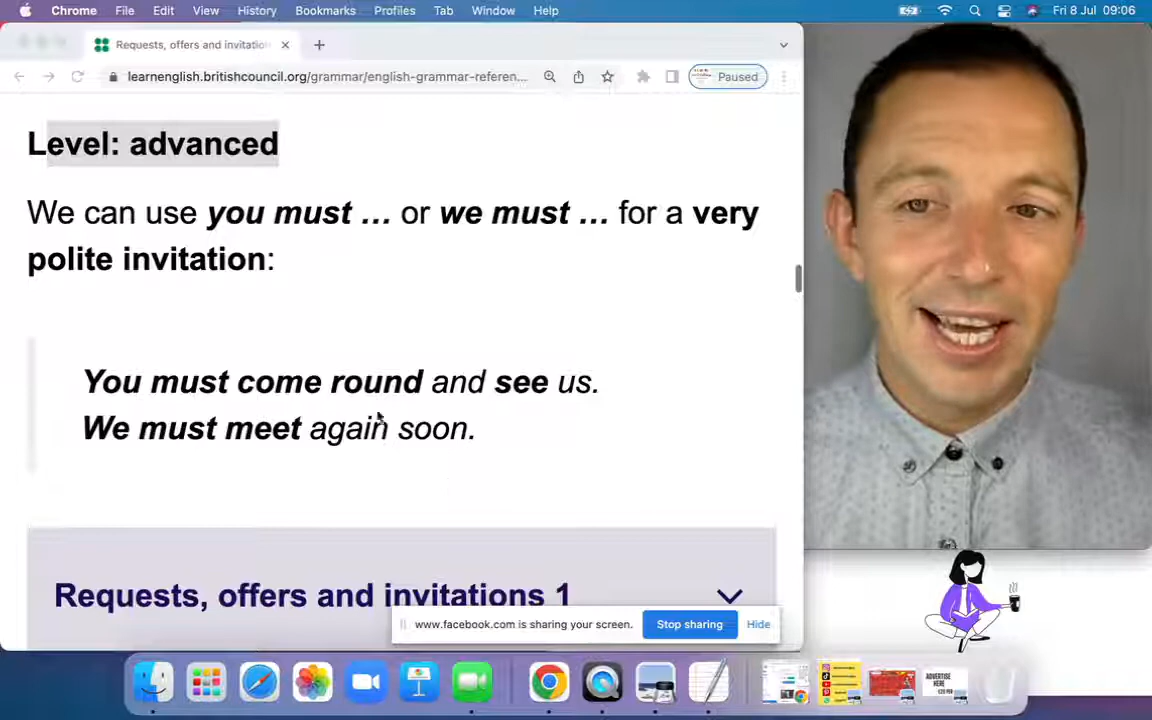 Chrome File Edit View History Bookmarks Profiles Tab Window Help Fri 8 Jul 09:06
Requests, offers and invitation
learnenglish.britishcouncil.org/grammar/english-grammar-referen... Paused
Level: advanced
We can use you must … or we must … for a very
polite invitation:
You must come round and see us.
We must meet again soon.
Requests, offers and invitations 1
www.facebook.com is sharing your screen. Stop sharing Hide
ADVERTISE
HERE